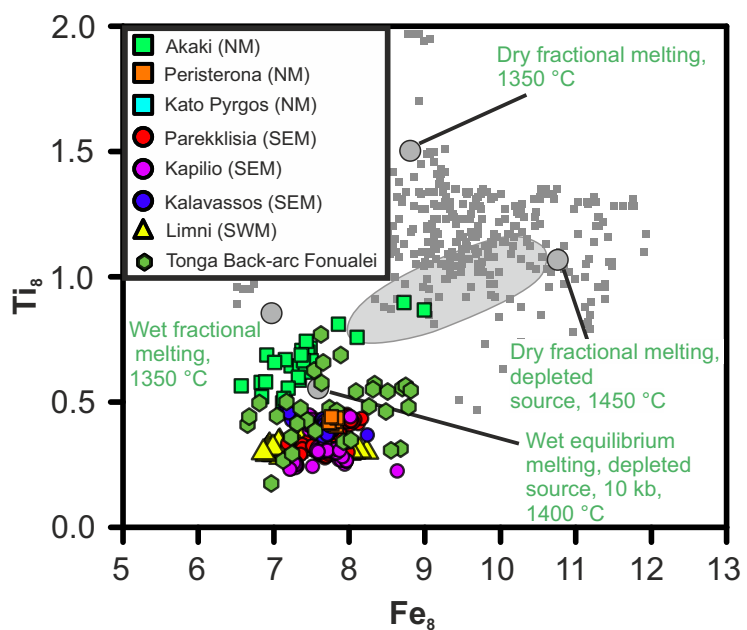 2.0
1.5
1.0
0.5
0.0
Ti₈
Akaki (NM)
Peristerona (NM)
Kato Pyrgos (NM)
Parekklisia (SEM)
Kapilio (SEM)
Kalavassos (SEM)
Limni (SWM)
Tonga Back-arc Fonualei
Dry fractional melting,
1350 °C
Wet fractional
melting,
1350 °C
Dry fractional melting,
depleted
source, 1450 °C
Wet equilibrium
melting, depleted
source, 10 kb,
1400 °C
5 6 7 8 9 10 11 12 13
Fe₈